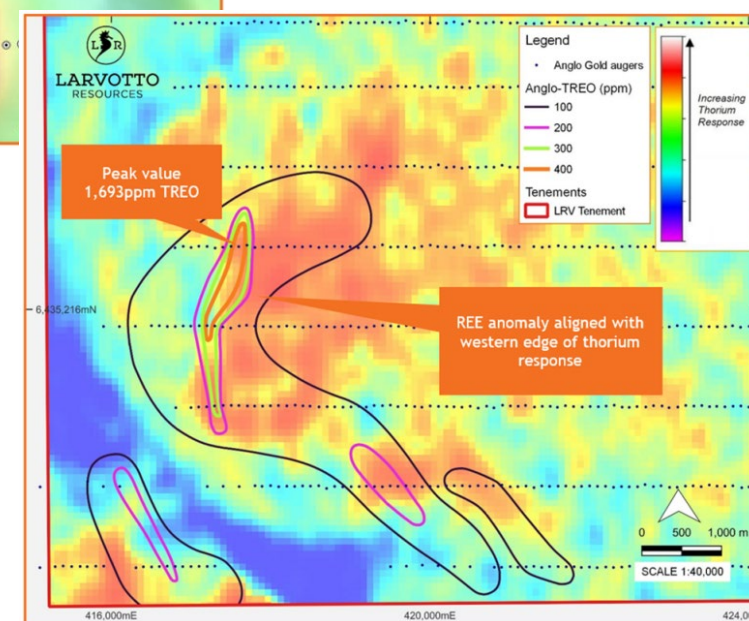 L R
LARVOTTO
RESOURCES
Peak value
1,693ppm TREO
REE anomaly aligned with
western edge of thorium
response
Legend
Anglo Gold augers
Anglo-TREO (ppm)
100
200
300
400
Tenements
LRV Tenement
Increasing
Thorium
Response
6,435,216mN
0 500 1,000 m
SCALE 1:40,000
416,000mE
420,000mE
424,0